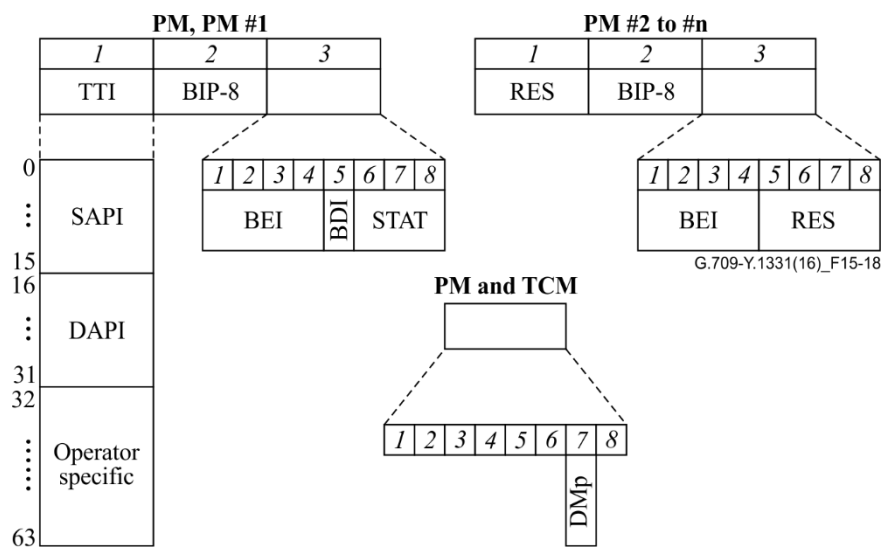 PM, PM #1
PM #2 to #n
1 2 3
1 2 3
TTI BIP-8
RES BIP-8
0
1 2 3 4 5 6 7 8
1 2 3 4 5 6 7 8
SAPI
BEI BDI STAT
BEI RES
15
G.709-Y.1331(16)_F15-18
16
PM and TCM
DAPI
31
32
1 2 3 4 5 6 7 8
Operator
specific
DMp
63